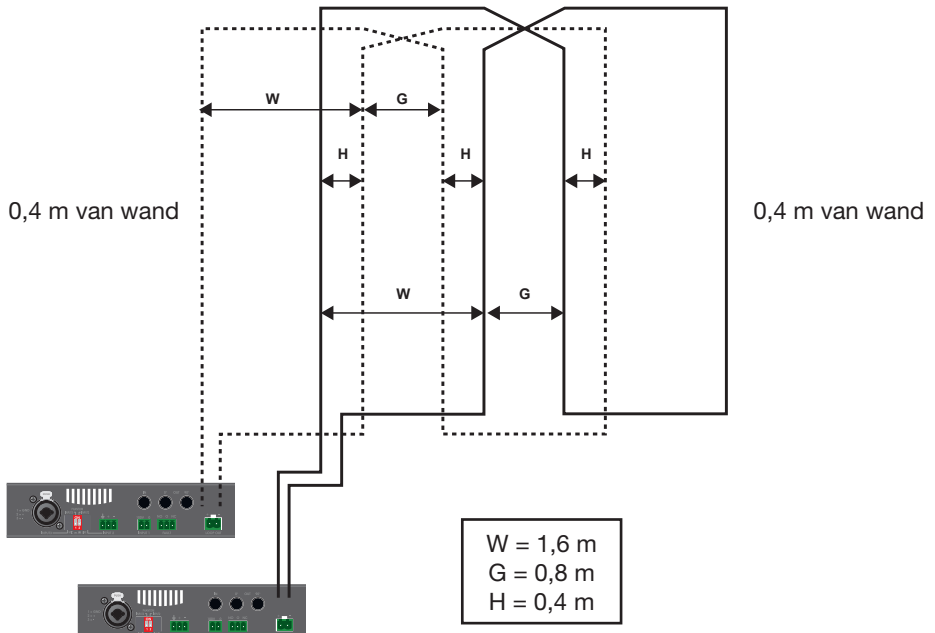 W
G
H
H
H
0,4 m van wand
0,4 m van wand
W
G
W = 1,6 m
G = 0,8 m
H = 0,4 m